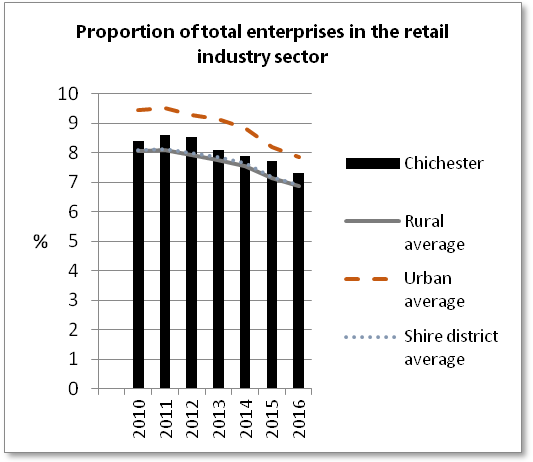 Proportion of total enterprises in the retail
industry sector
10
9
8
7
6
5
4
3
2
1
0
%
2010
2011
2012
2013
2014
2015
2016
Chichester
Rural
average
Urban
average
Shire district
average